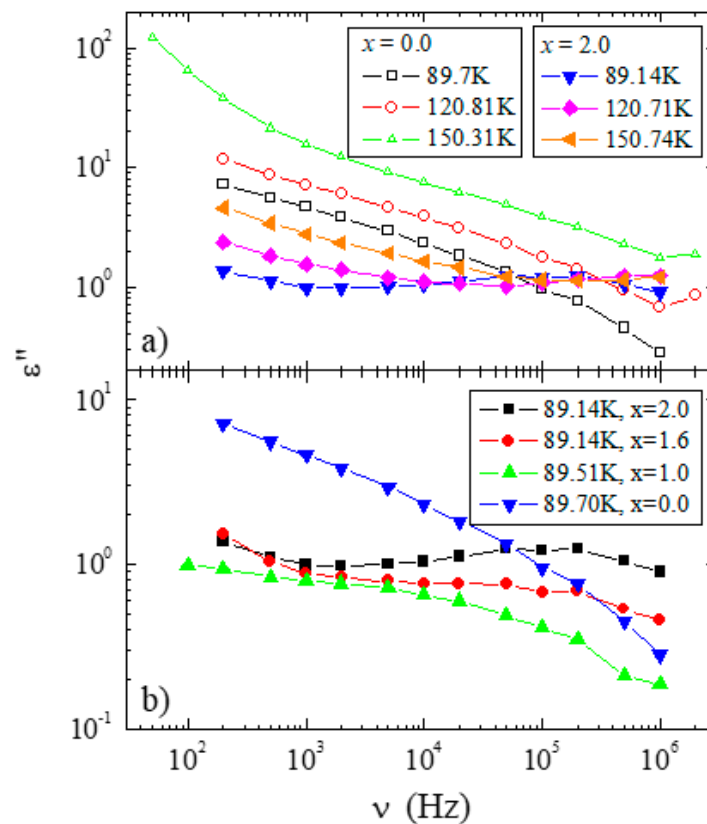 10²
10¹
10⁰
x = 0.0
89.7K
120.81K
150.31K
x = 2.0
89.14K
120.71K
150.74K
a)
ε"
10¹
10⁰
10⁻¹
89.14K, x=2.0
89.14K, x=1.6
89.51K, x=1.0
89.70K, x=0.0
b)
10² 10³ 10⁴ 10⁵ 10⁶
ν (Hz)